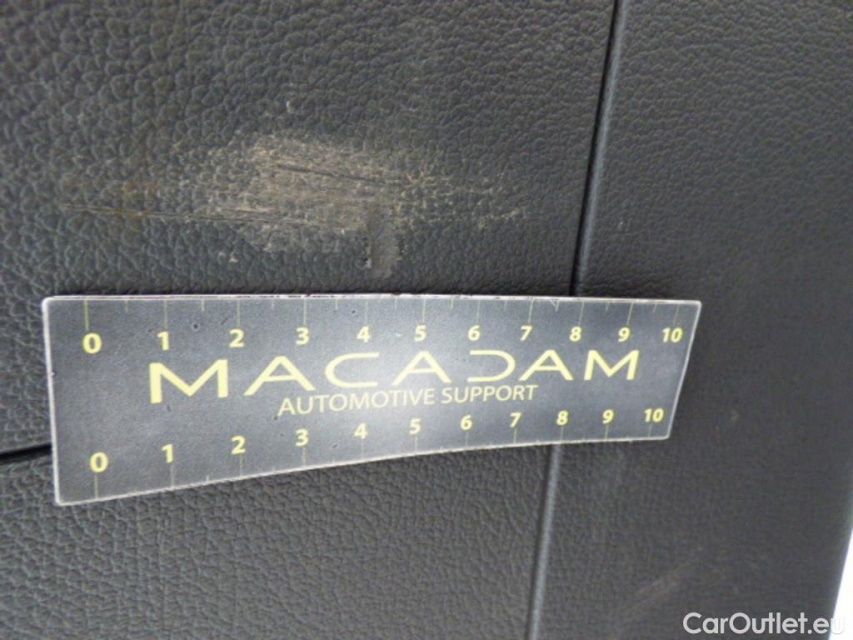 0 1 2 3 4 5 6 7 8 9 10
MACADAM
AUTOMOTIVE SUPPORT
0 1 2 3 4 5 6 7 8 9 10
CarOutlet.eu